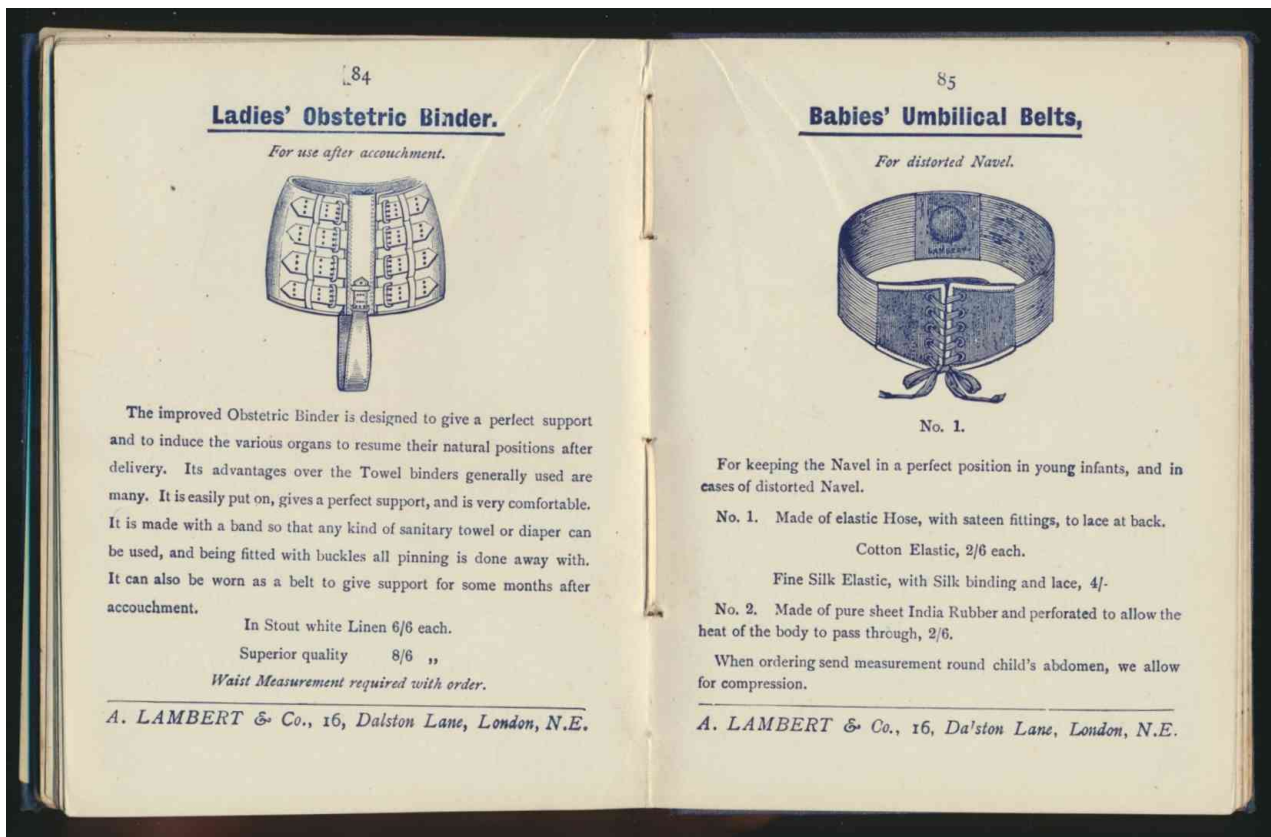 84
Ladies' Obstetric Binder.
For use after accouchment.
The improved Obstetric Binder is designed to give a perfect support
and to induce the various organs to resume their natural positions after
delivery. Its advantages over the Towel binders generally used are
many. It is easily put on, gives a perfect support, and is very comfortable.
It is made with a band so that any kind of sanitary towel or diaper can
be used, and being fitted with buckles all pinning is done away with.
It can also be worn as a belt to give support for some months after
accouchment.
In Stout white Linen 6/6 each.
Superior quality 8/6 „
Waist Measurement required with order.
A. LAMBERT & Co., 16, Dalston Lane, London, N.E.
85
Babies' Umbilical Belts,
For distorted Navel.
LAMBERT
No. 1.
For keeping the Navel in a perfect position in young infants, and in
cases of distorted Navel.
No. 1. Made of elastic Hose, with sateen fittings, to lace at back.
Cotton Elastic, 2/6 each.
Fine Silk Elastic, with Silk binding and lace, 4/-
No. 2. Made of pure sheet India Rubber and perforated to allow the
heat of the body to pass through, 2/6.
When ordering send measurement round child's abdomen, we allow
for compression.
A. LAMBERT & Co., 16, Da'ston Lane, London, N.E.